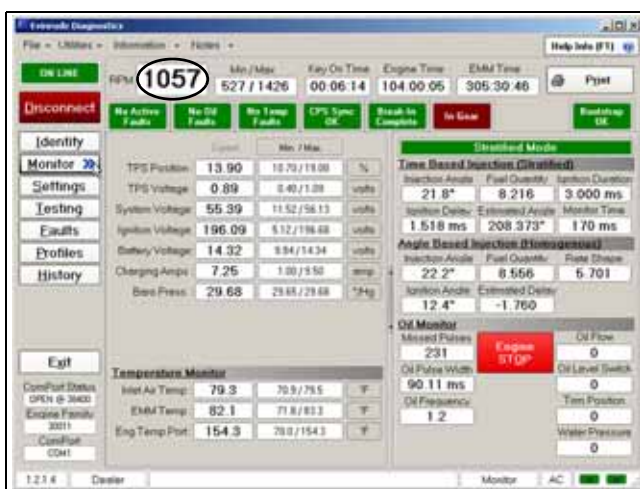 Evinrude Diagnostics
File Utilities Information Notes
Help Info (F1)
ON LINE
RPM 1057
Min / Max
527 / 1426
Key On Time
00:06:14
Engine Time
104:00:05
EMM Time
305:30:46
Print
Disconnect
No Active Faults
No Oil Faults
No Temp Faults
CPS Sync OK
Break-In Complete
In Gear
Bootstrap OK
Identity
Monitor
Settings
Testing
Faults
Profiles
History
Exit
ComPort Status
OPEN @ 38400
Engine Family
30011
ComPort
COM1
Current Min. / Max.
TPS Position 13.90 10.70 / 19.00 %
TPS Voltage 0.89 0.40 / 1.09 volts
System Voltage 55.39 11.52 / 56.13 volts
Ignition Voltage 196.09 5.12 / 196.68 volts
Battery Voltage 14.32 9.84 / 14.34 volts
Charging Amps 7.25 1.00 / 9.50 amp
Baro Press 29.68 29.65 / 29.68 "/Hg
Temperature Monitor
Inlet Air Temp 79.3 70.9 / 79.5 °F
EMM Temp 82.1 71.8 / 83.3 °F
Eng Temp Port 154.3 78.0 / 154.3 °F
Stratified Mode
Time Based Injection (Stratified)
Injection Angle Fuel Quantity Injection Duration
21.8° 8.216 3.000 ms
Ignition Delay Estimated Angle Monitor Time
1.518 ms 208.373° 170 ms
Angle Based Injection (Homogenous)
Injection Angle Fuel Quantity Rate Shape
22.2° 8.556 5.701
Ignition Angle Estimated Delay
12.4° -1.760
Oil Monitor
Missed Pulses
231
Oil Pulse Width
90.11 ms
Oil Frequency
1.2
Engine STOP
Oil Flow
0
Oil Level Switch
0
Trim Position
0
Water Pressure
0
1.2.1.4 Dealer Monitor AC